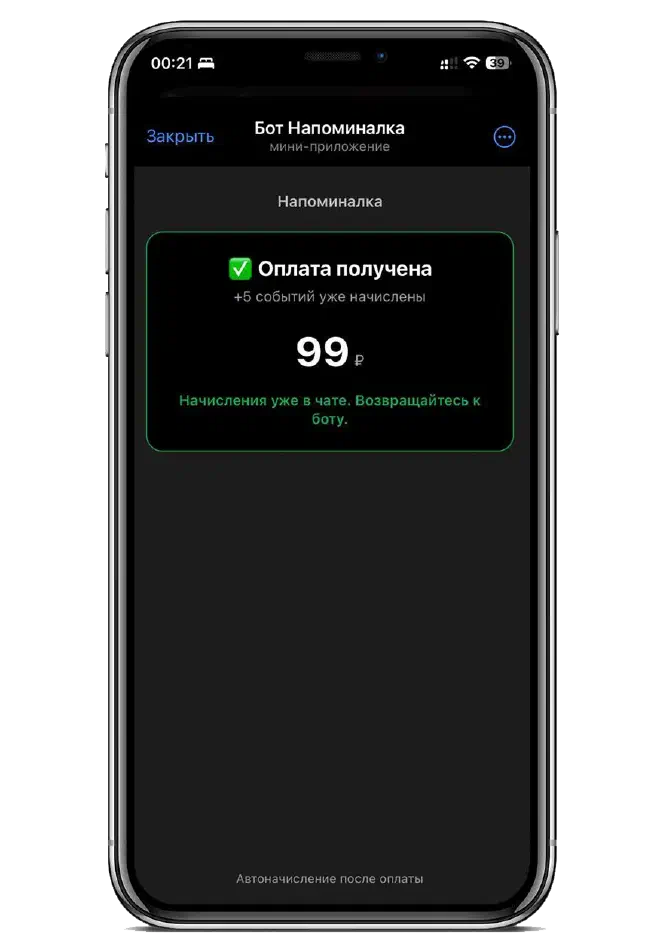 00:21
39
Закрыть
Бот Напоминалка
мини-приложение
Напоминалка
Оплата получена
+5 событий уже начислены
99 ₽
Начисления уже в чате. Возвращайтесь к
боту.
Автоначисление после оплаты